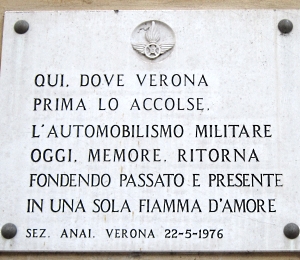 QUI, DOVE VERONA
PRIMA LO ACCOLSE,
L'AUTOMOBILISMO MILITARE
OGGI, MEMORE, RITORNA
FONDENDO PASSATO E PRESENTE
IN UNA SOLA FIAMMA D'AMORE
SEZ. ANAI. VERONA 22-5-1976